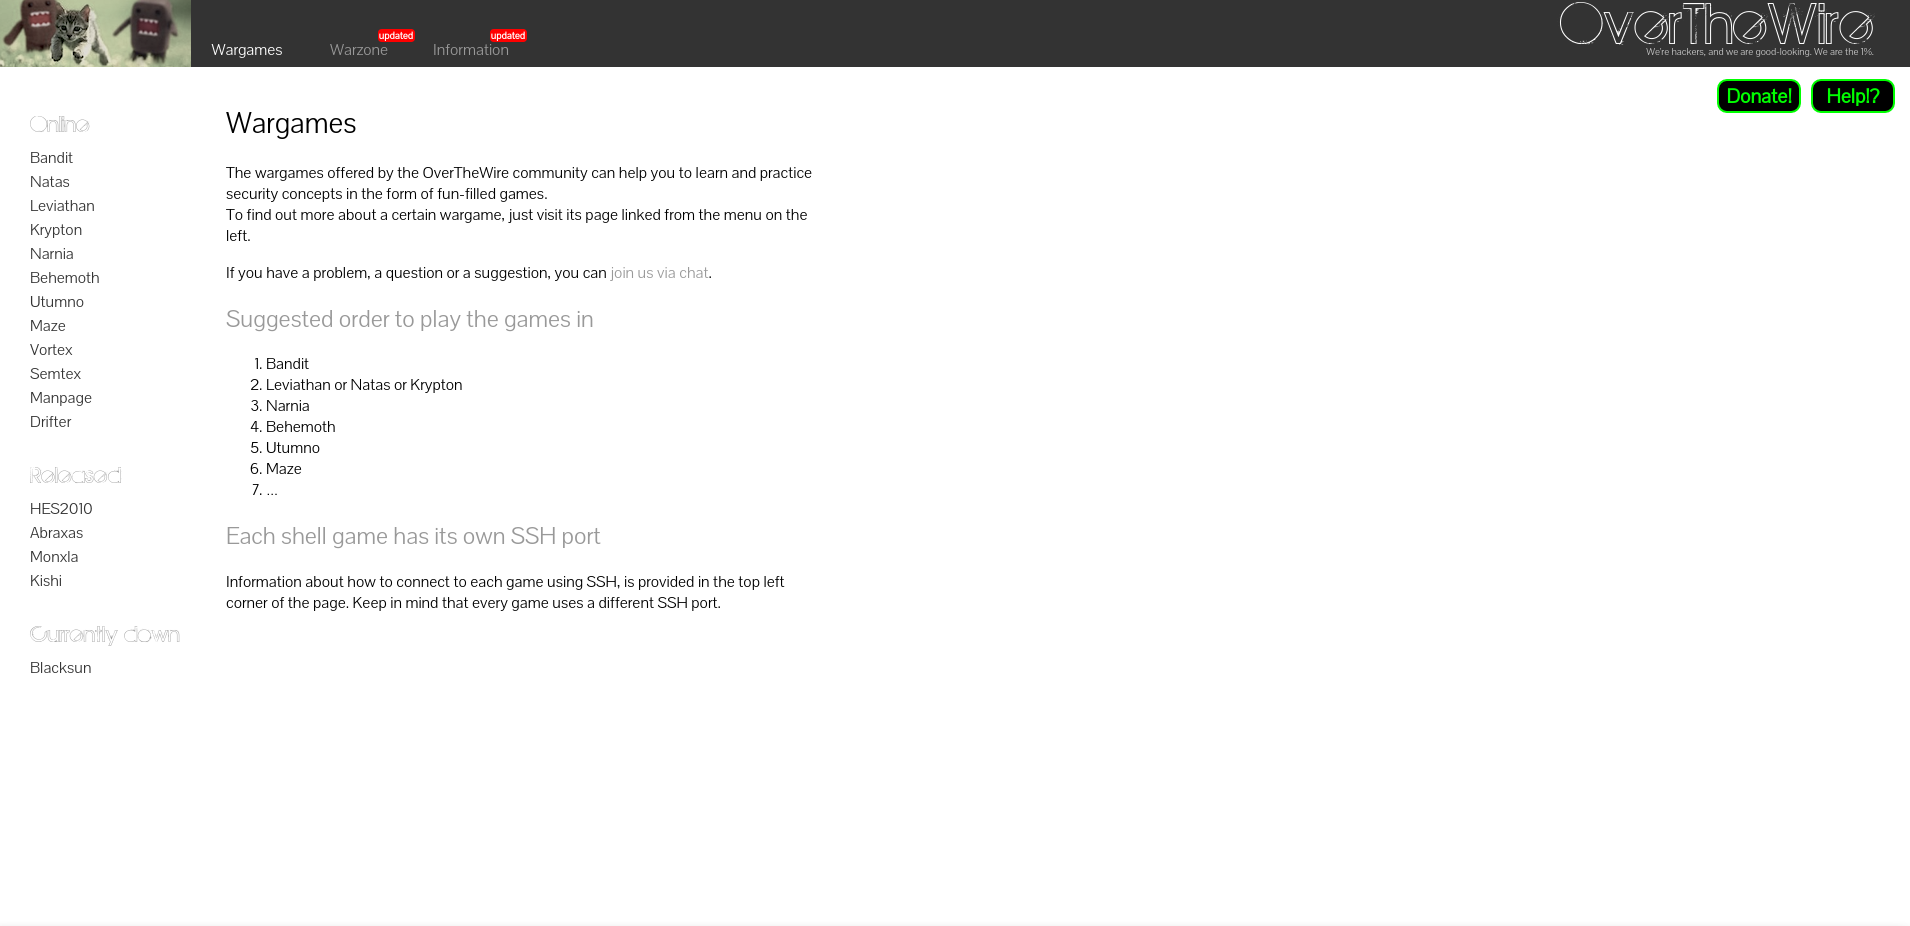 Wargames
Warzone
updated
Information
updated
OverTheWire
We're hackers, and we are good-looking. We are the 1%.
Donate!
Help!?
Online
Bandit
Natas
Leviathan
Krypton
Narnia
Behemoth
Utumno
Maze
Vortex
Semtex
Manpage
Drifter
Released
HES2010
Abraxas
Monxla
Kishi
Currently down
Blacksun
Wargames
The wargames offered by the OverTheWire community can help you to learn and practice
security concepts in the form of fun-filled games.
To find out more about a certain wargame, just visit its page linked from the menu on the
left.
If you have a problem, a question or a suggestion, you can join us via chat.
Suggested order to play the games in
1. Bandit
2. Leviathan or Natas or Krypton
3. Narnia
4. Behemoth
5. Utumno
6. Maze
7. ...
Each shell game has its own SSH port
Information about how to connect to each game using SSH, is provided in the top left
corner of the page. Keep in mind that every game uses a different SSH port.